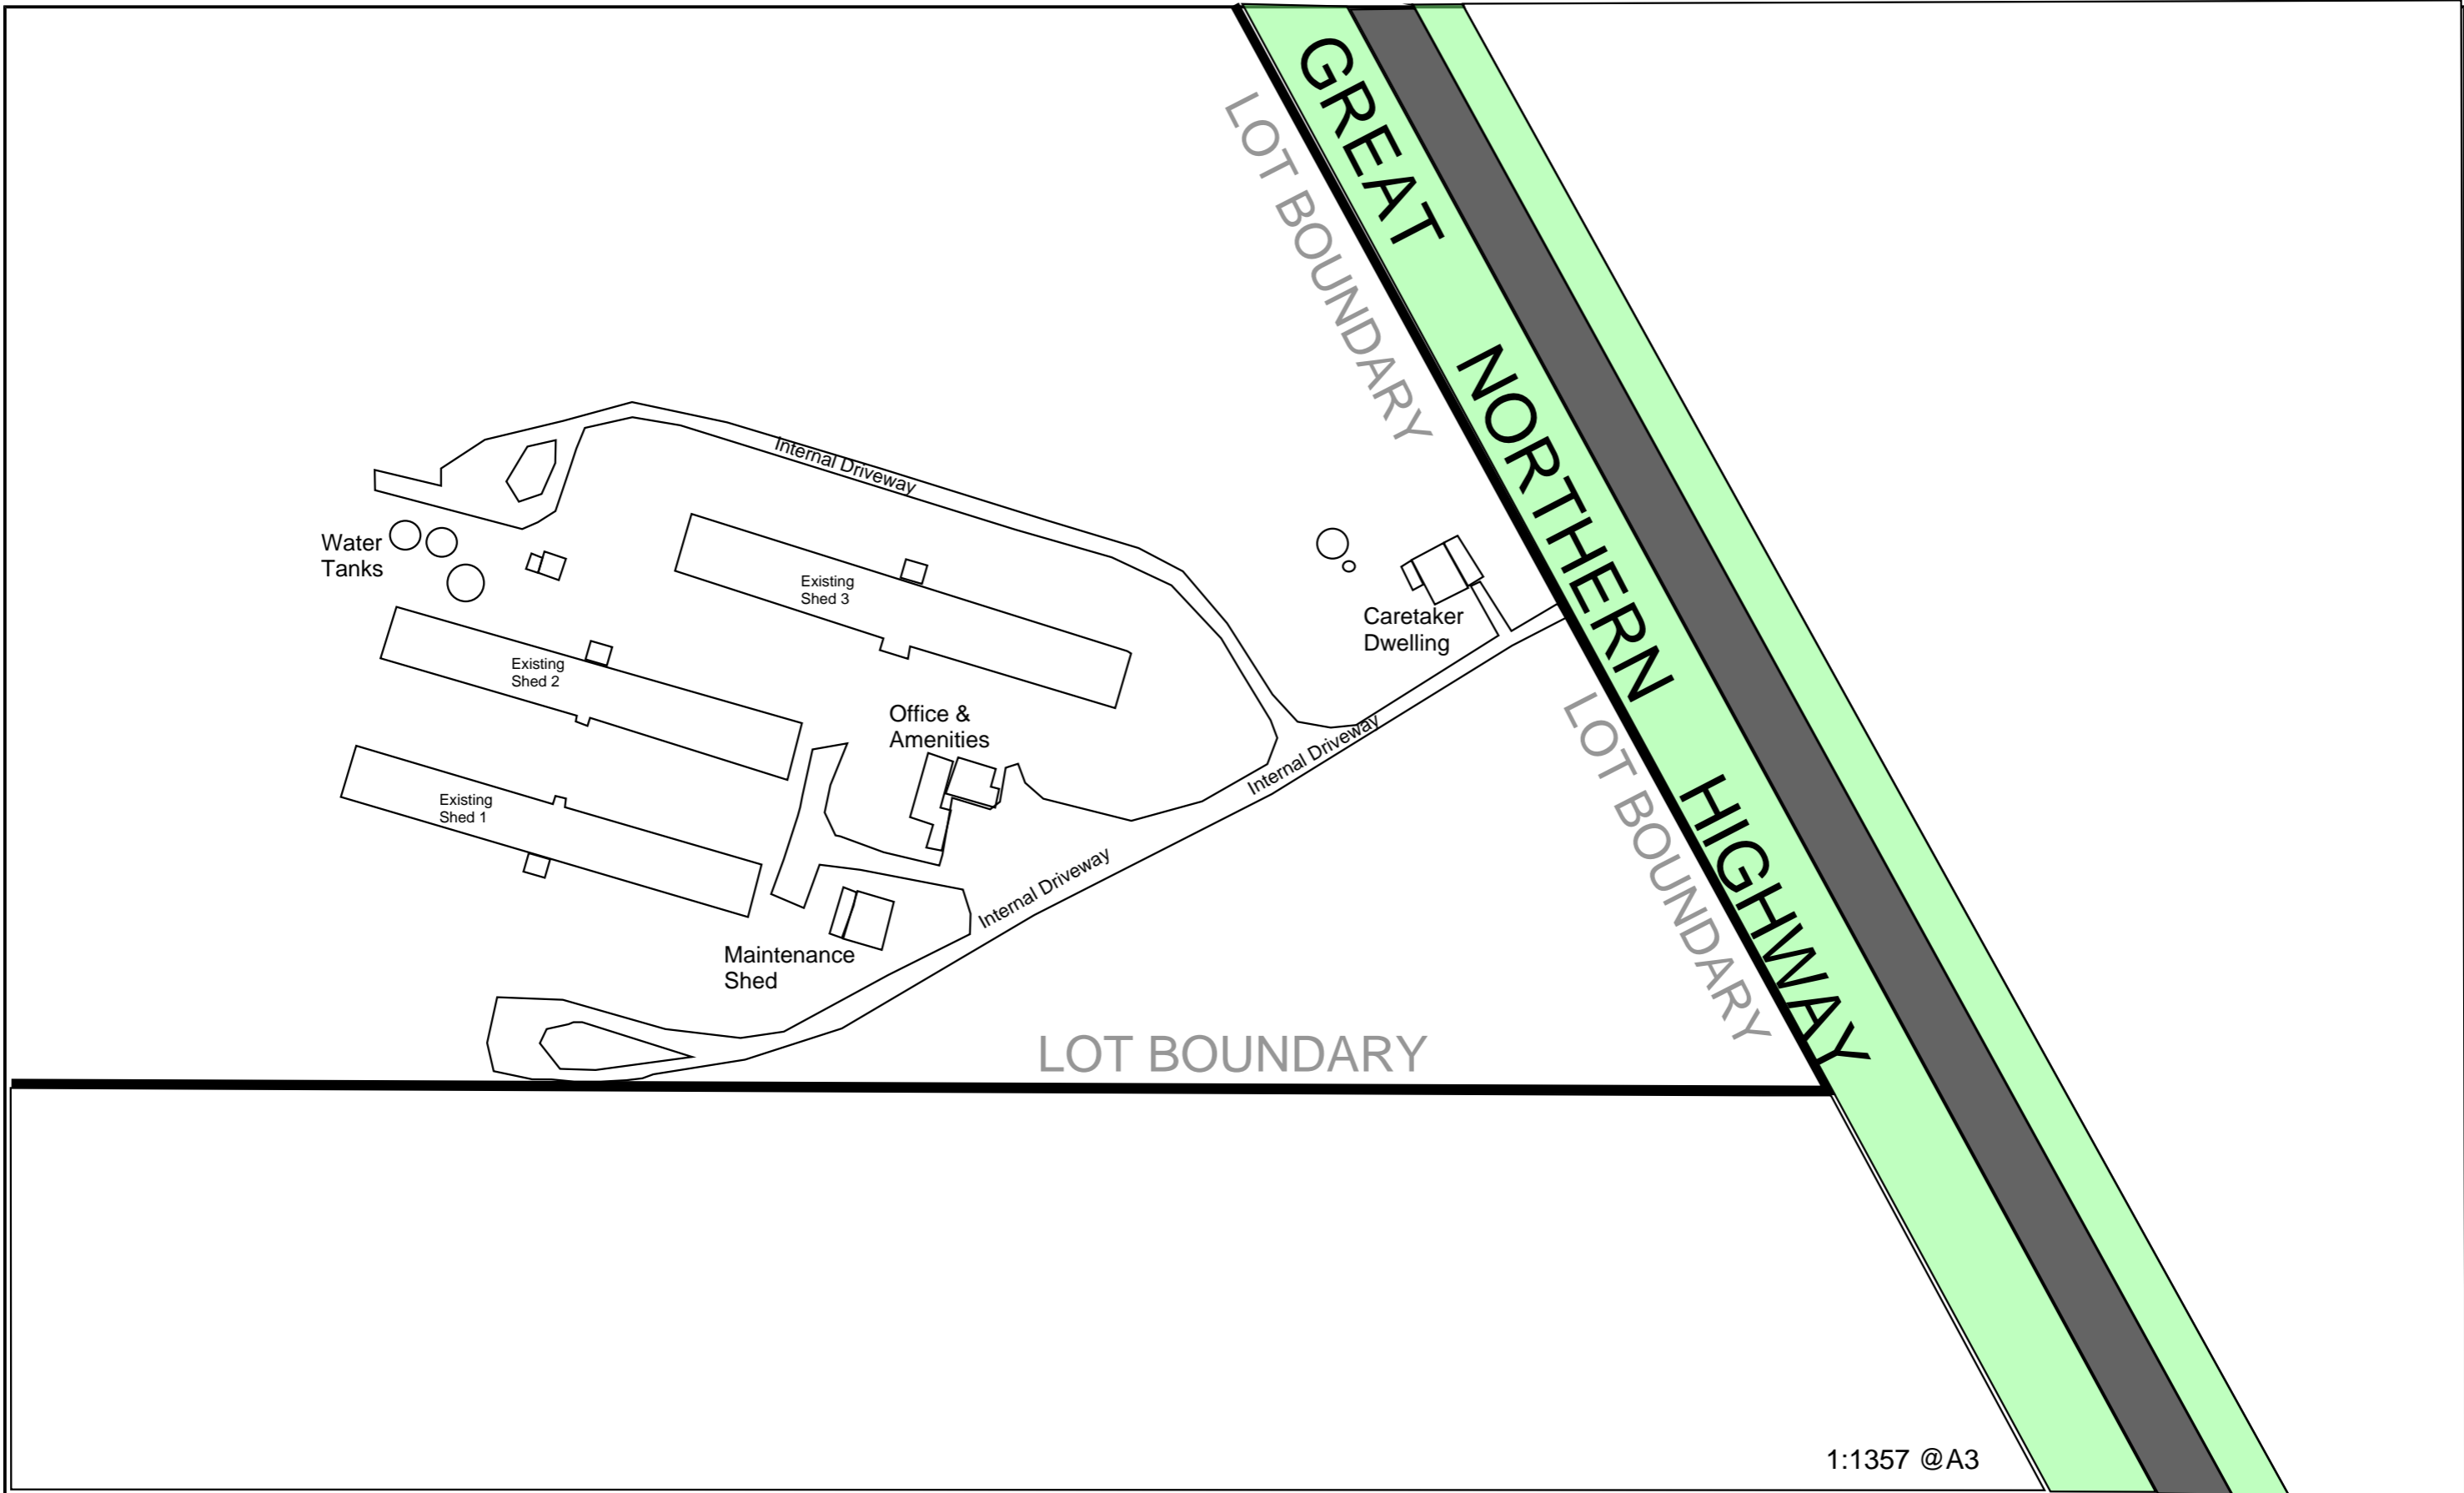 GREAT NORTHERN HIGHWAY
LOT BOUNDARY
Internal Driveway
Water
Tanks
Existing
Shed 3
Caretaker
Dwelling
Existing
Shed 2
Office &
Amenities
Internal Driveway
LOT BOUNDARY
Existing
Shed 1
Internal Driveway
Maintenance
Shed
LOT BOUNDARY
1:1357 @A3